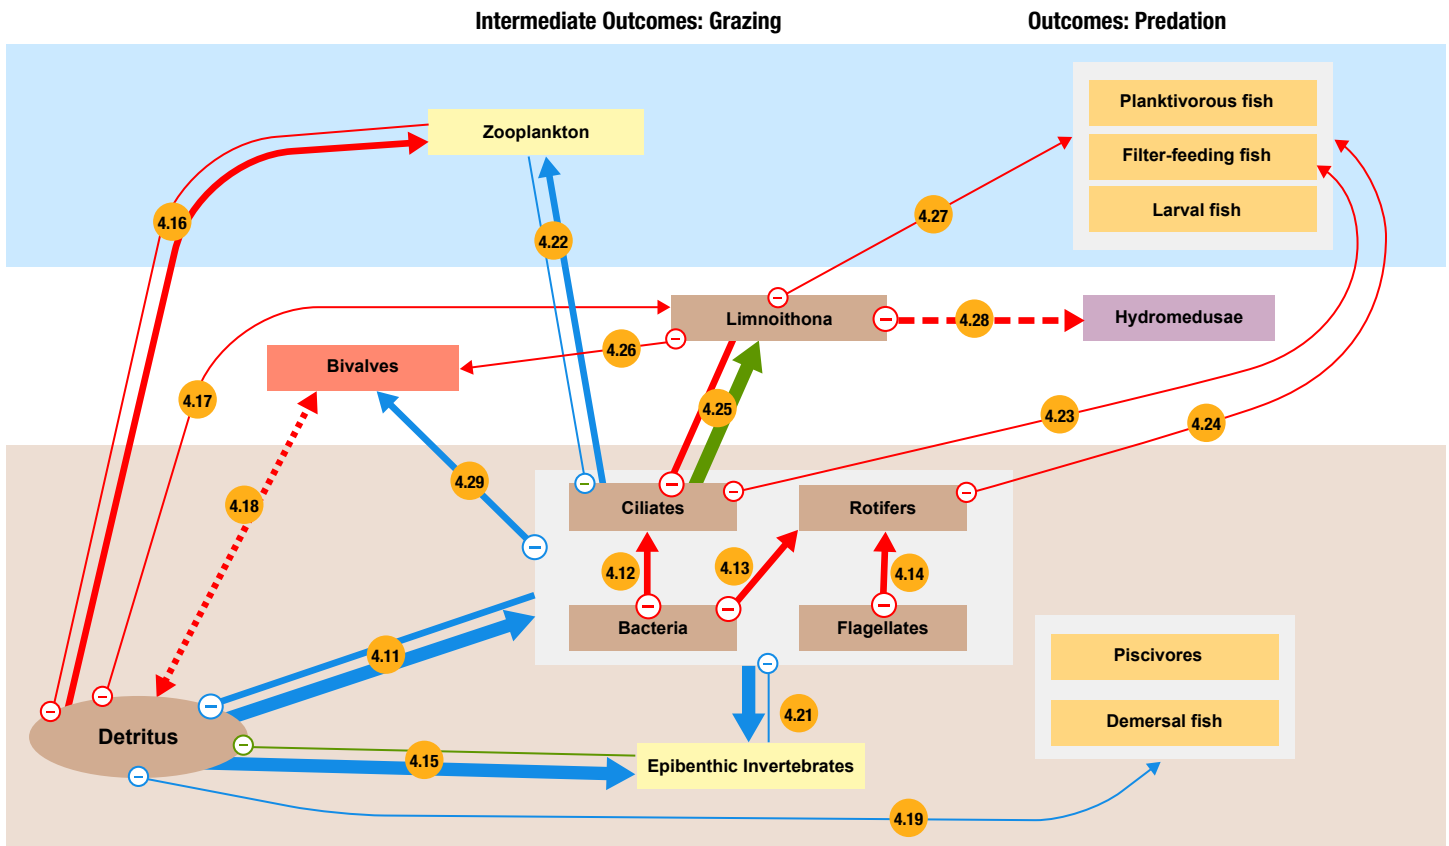 Intermediate Outcomes: Grazing
Outcomes: Predation
Planktivorous fish
Zooplankton
Filter-feeding fish
Larval fish
4.16
4.27
4.22
Limnoithona
4.28
Hydromedusae
4.26
Bivalves
4.17
4.25
4.23
4.24
4.29
4.18
Ciliates
Rotifers
4.12
4.13
4.14
Bacteria
Flagellates
4.11
Piscivores
4.21
Demersal fish
Detritus
4.15
Epibenthic Invertebrates
4.19